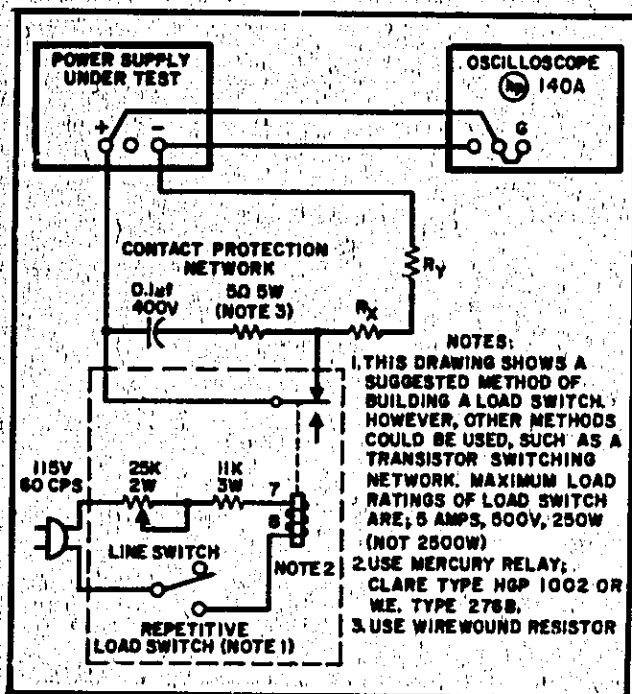 POWER SUPPLY
UNDER TEST
+
-
OSCILLOSCOPE
hp 140A
G
CONTACT PROTECTION
NETWORK
0.1µf
400V
5Ω 5W
(NOTE 3)
RX
RY
115V
60 CPS
25K
2W
11K
3W
7
8
LINE SWITCH
NOTE 2
REPETITIVE
LOAD SWITCH (NOTE 1)
NOTES:
1. THIS DRAWING SHOWS A
SUGGESTED METHOD OF
BUILDING A LOAD SWITCH.
HOWEVER, OTHER METHODS
COULD BE USED, SUCH AS A
TRANSISTOR SWITCHING
NETWORK. MAXIMUM LOAD
RATINGS OF LOAD SWITCH
ARE; 5 AMPS, 500V, 250W
(NOT 2500W)
2. USE MERCURY RELAY;
CLARE TYPE HGP 1002 OR
W.E. TYPE 276B.
3. USE WIREWOUND RESISTOR